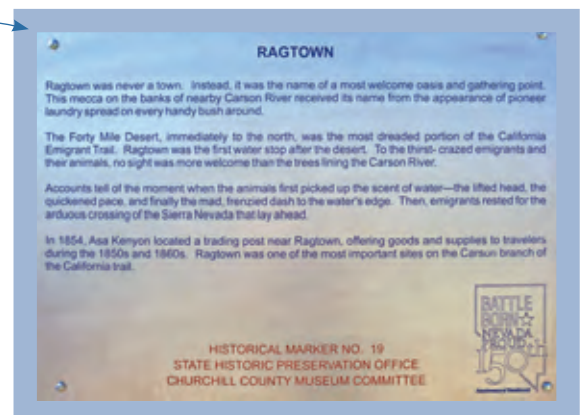 RAGTOWN
Ragtown was never a town. Instead, it was the name of a most welcome oasis and gathering point.
This mecca on the banks of nearby Carson River received its name from the appearance of pioneer
laundry spread on every handy bush around.
The Forty Mile Desert, immediately to the north, was the most dreaded portion of the California
Emigrant Trail. Ragtown was the first water stop after the desert. To the thirst- crazed emigrants and
their animals, no sight was more welcome than the trees lining the Carson River.
Accounts tell of the moment when the animals first picked up the scent of water—the lifted head, the
quickened pace, and finally the mad, frenzied dash to the water's edge. Then, emigrants rested for the
arduous crossing of the Sierra Nevada that lay ahead.
In 1854, Asa Kenyon located a trading post near Ragtown, offering goods and supplies to travelers
during the 1850s and 1860s. Ragtown was one of the most important sites on the Carson branch of
the California trail.
BATTLE
BORN
NEVADA
PROUD
150th
HISTORICAL MARKER NO. 19
STATE HISTORIC PRESERVATION OFFICE
CHURCHILL COUNTY MUSEUM COMMITTEE